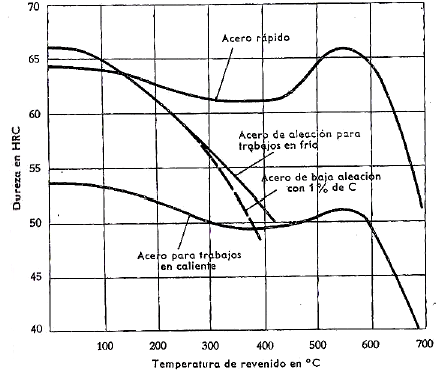 Acero rápido
Acero de aleación para
trabajos en frío
Acero de baja aleación
con 1% de C
Acero para trabajos
en caliente
Dureza en HRC
65
60
55
50
45
40
100 200 300 400 500 600 700
Temperatura de revenido en °C